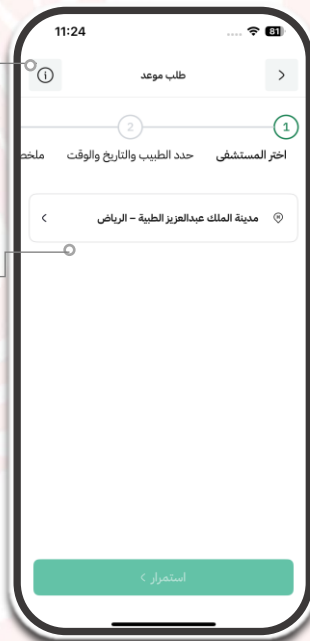 11:24 81
طلب موعد
1 2
اختر المستشفى حدد الطبيب والتاريخ والوقت ملخص
مدينة الملك عبدالعزيز الطبية – الرياض
استمرار